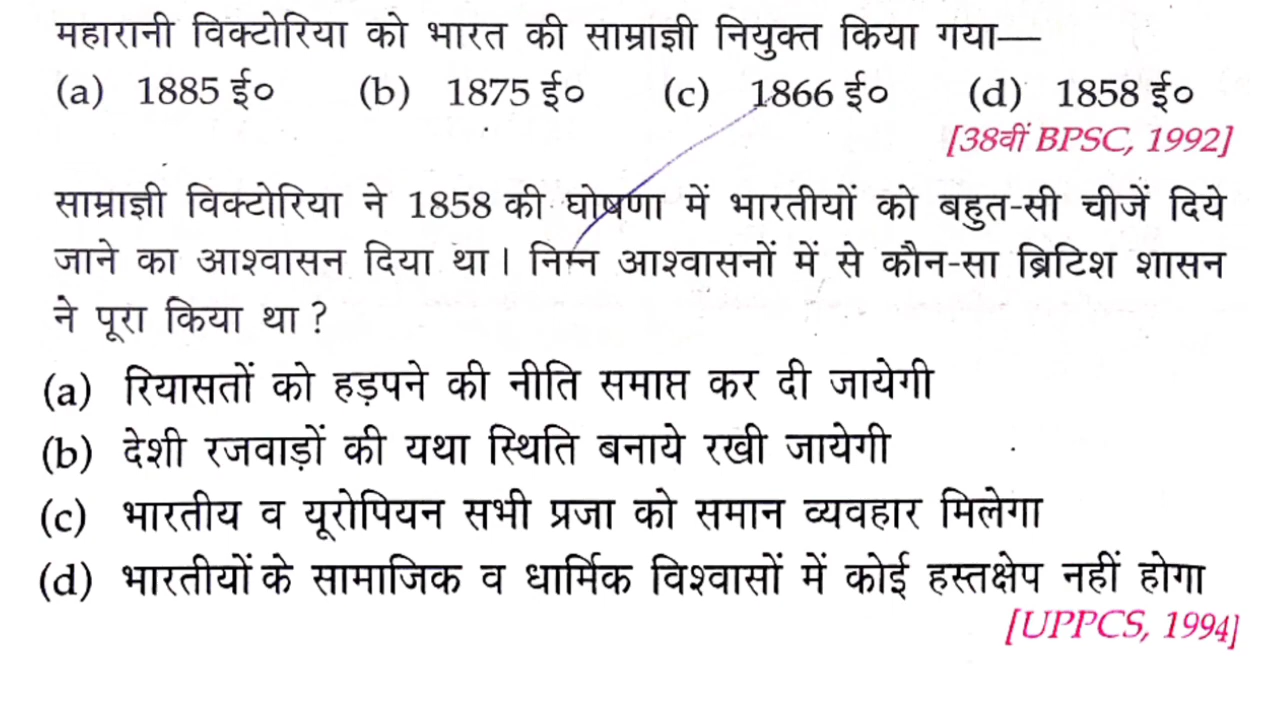 महारानी विक्टोरिया को भारत की साम्राज्ञी नियुक्त किया गया—
(a) 1885 ई० (b) 1875 ई० (c) 1866 ई० (d) 1858 ई०
[38वीं BPSC, 1992]
साम्राज्ञी विक्टोरिया ने 1858 की घोषणा में भारतीयों को बहुत-सी चीजें दिये
जाने का आश्वासन दिया था। निम्न आश्वासनों में से कौन-सा ब्रिटिश शासन
ने पूरा किया था?
(a) रियासतों को हड़पने की नीति समाप्त कर दी जायेगी
(b) देशी रजवाड़ों की यथा स्थिति बनाये रखी जायेगी
(c) भारतीय व यूरोपियन सभी प्रजा को समान व्यवहार मिलेगा
(d) भारतीयों के सामाजिक व धार्मिक विश्वासों में कोई हस्तक्षेप नहीं होगा
[UPPCS, 1994]